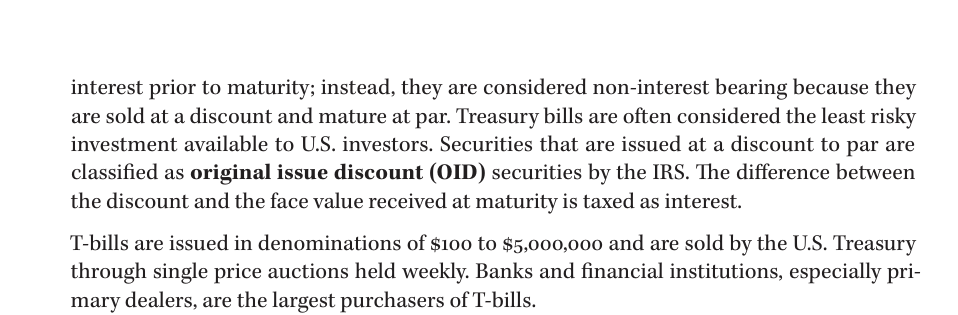 interest prior to maturity; instead, they are considered non-interest bearing because they
are sold at a discount and mature at par. Treasury bills are often considered the least risky
investment available to U.S. investors. Securities that are issued at a discount to par are
classified as original issue discount (OID) securities by the IRS. The difference between
the discount and the face value received at maturity is taxed as interest.
T-bills are issued in denominations of $100 to $5,000,000 and are sold by the U.S. Treasury
through single price auctions held weekly. Banks and financial institutions, especially pri-
mary dealers, are the largest purchasers of T-bills.